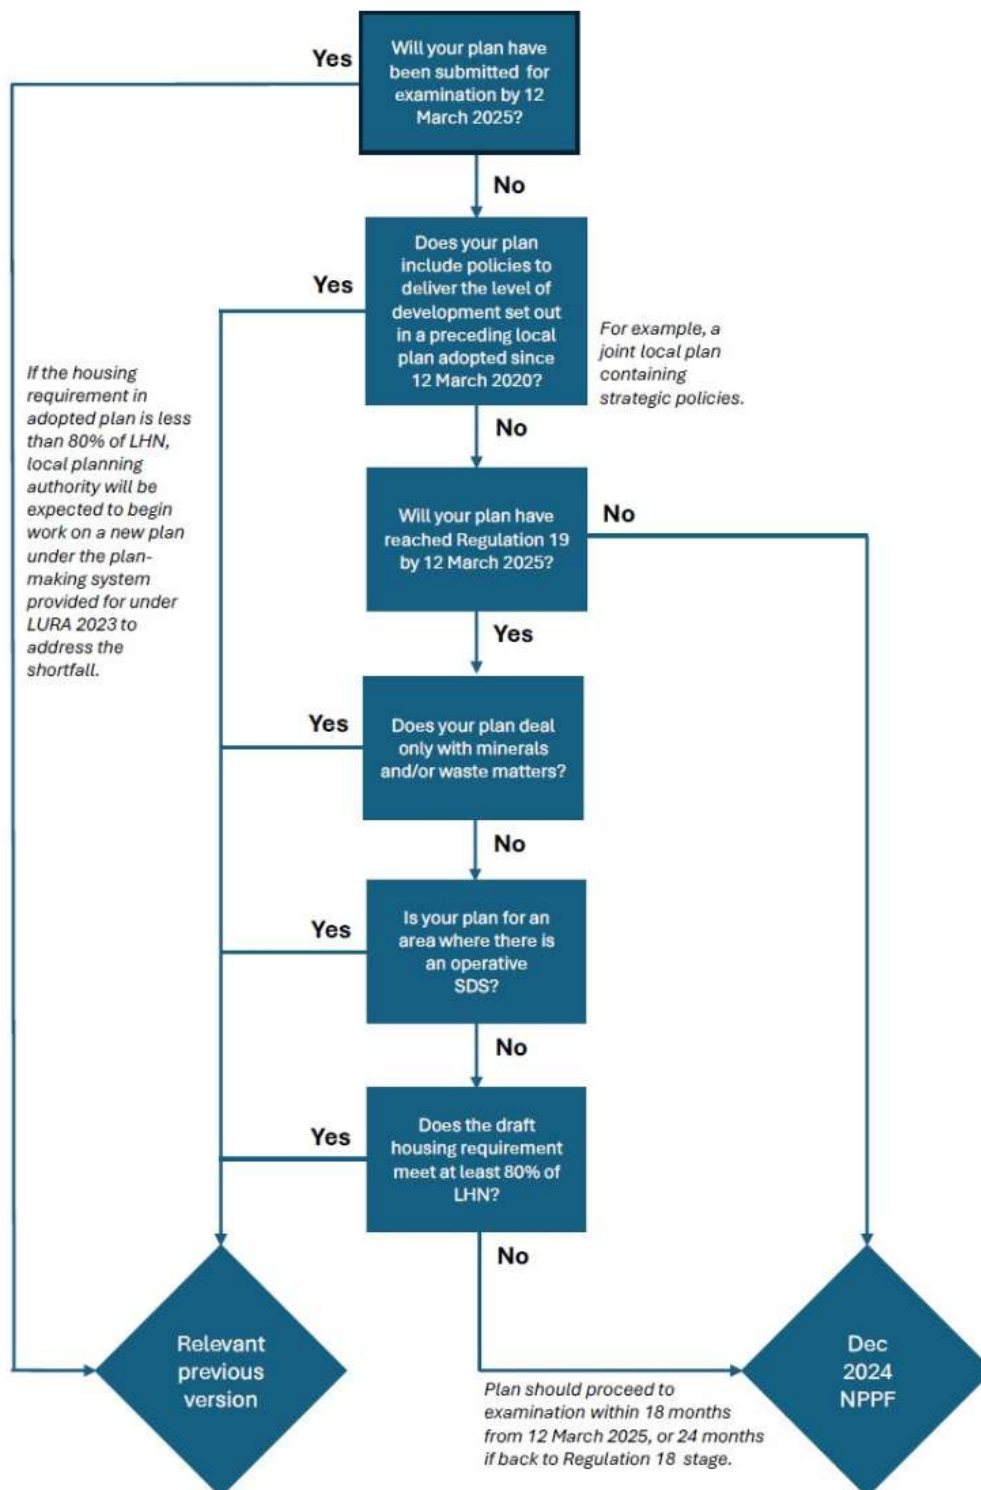 Will your plan have
been submitted for
examination by 12
March 2025?
Yes
No
Does your plan
include policies to
deliver the level of
development set out
in a preceding local
plan adopted since
12 March 2020?
Yes
For example, a
joint local plan
containing
strategic policies.
If the housing
requirement in
adopted plan is less
than 80% of LHN,
local planning
authority will be
expected to begin
work on a new plan
under the plan-
making system
provided for under
LURA 2023 to
address the
shortfall.
No
Will your plan have
reached Regulation 19
by 12 March 2025?
No
Yes
Does your plan deal
only with minerals
and/or waste matters?
Yes
No
Is your plan for an
area where there is
an operative
SDS?
Yes
No
Does the draft
housing requirement
meet at least 80% of
LHN?
Yes
No
Relevant
previous
version
Dec
2024
NPPF
Plan should proceed to
examination within 18 months
from 12 March 2025, or 24 months
if back to Regulation 18 stage.